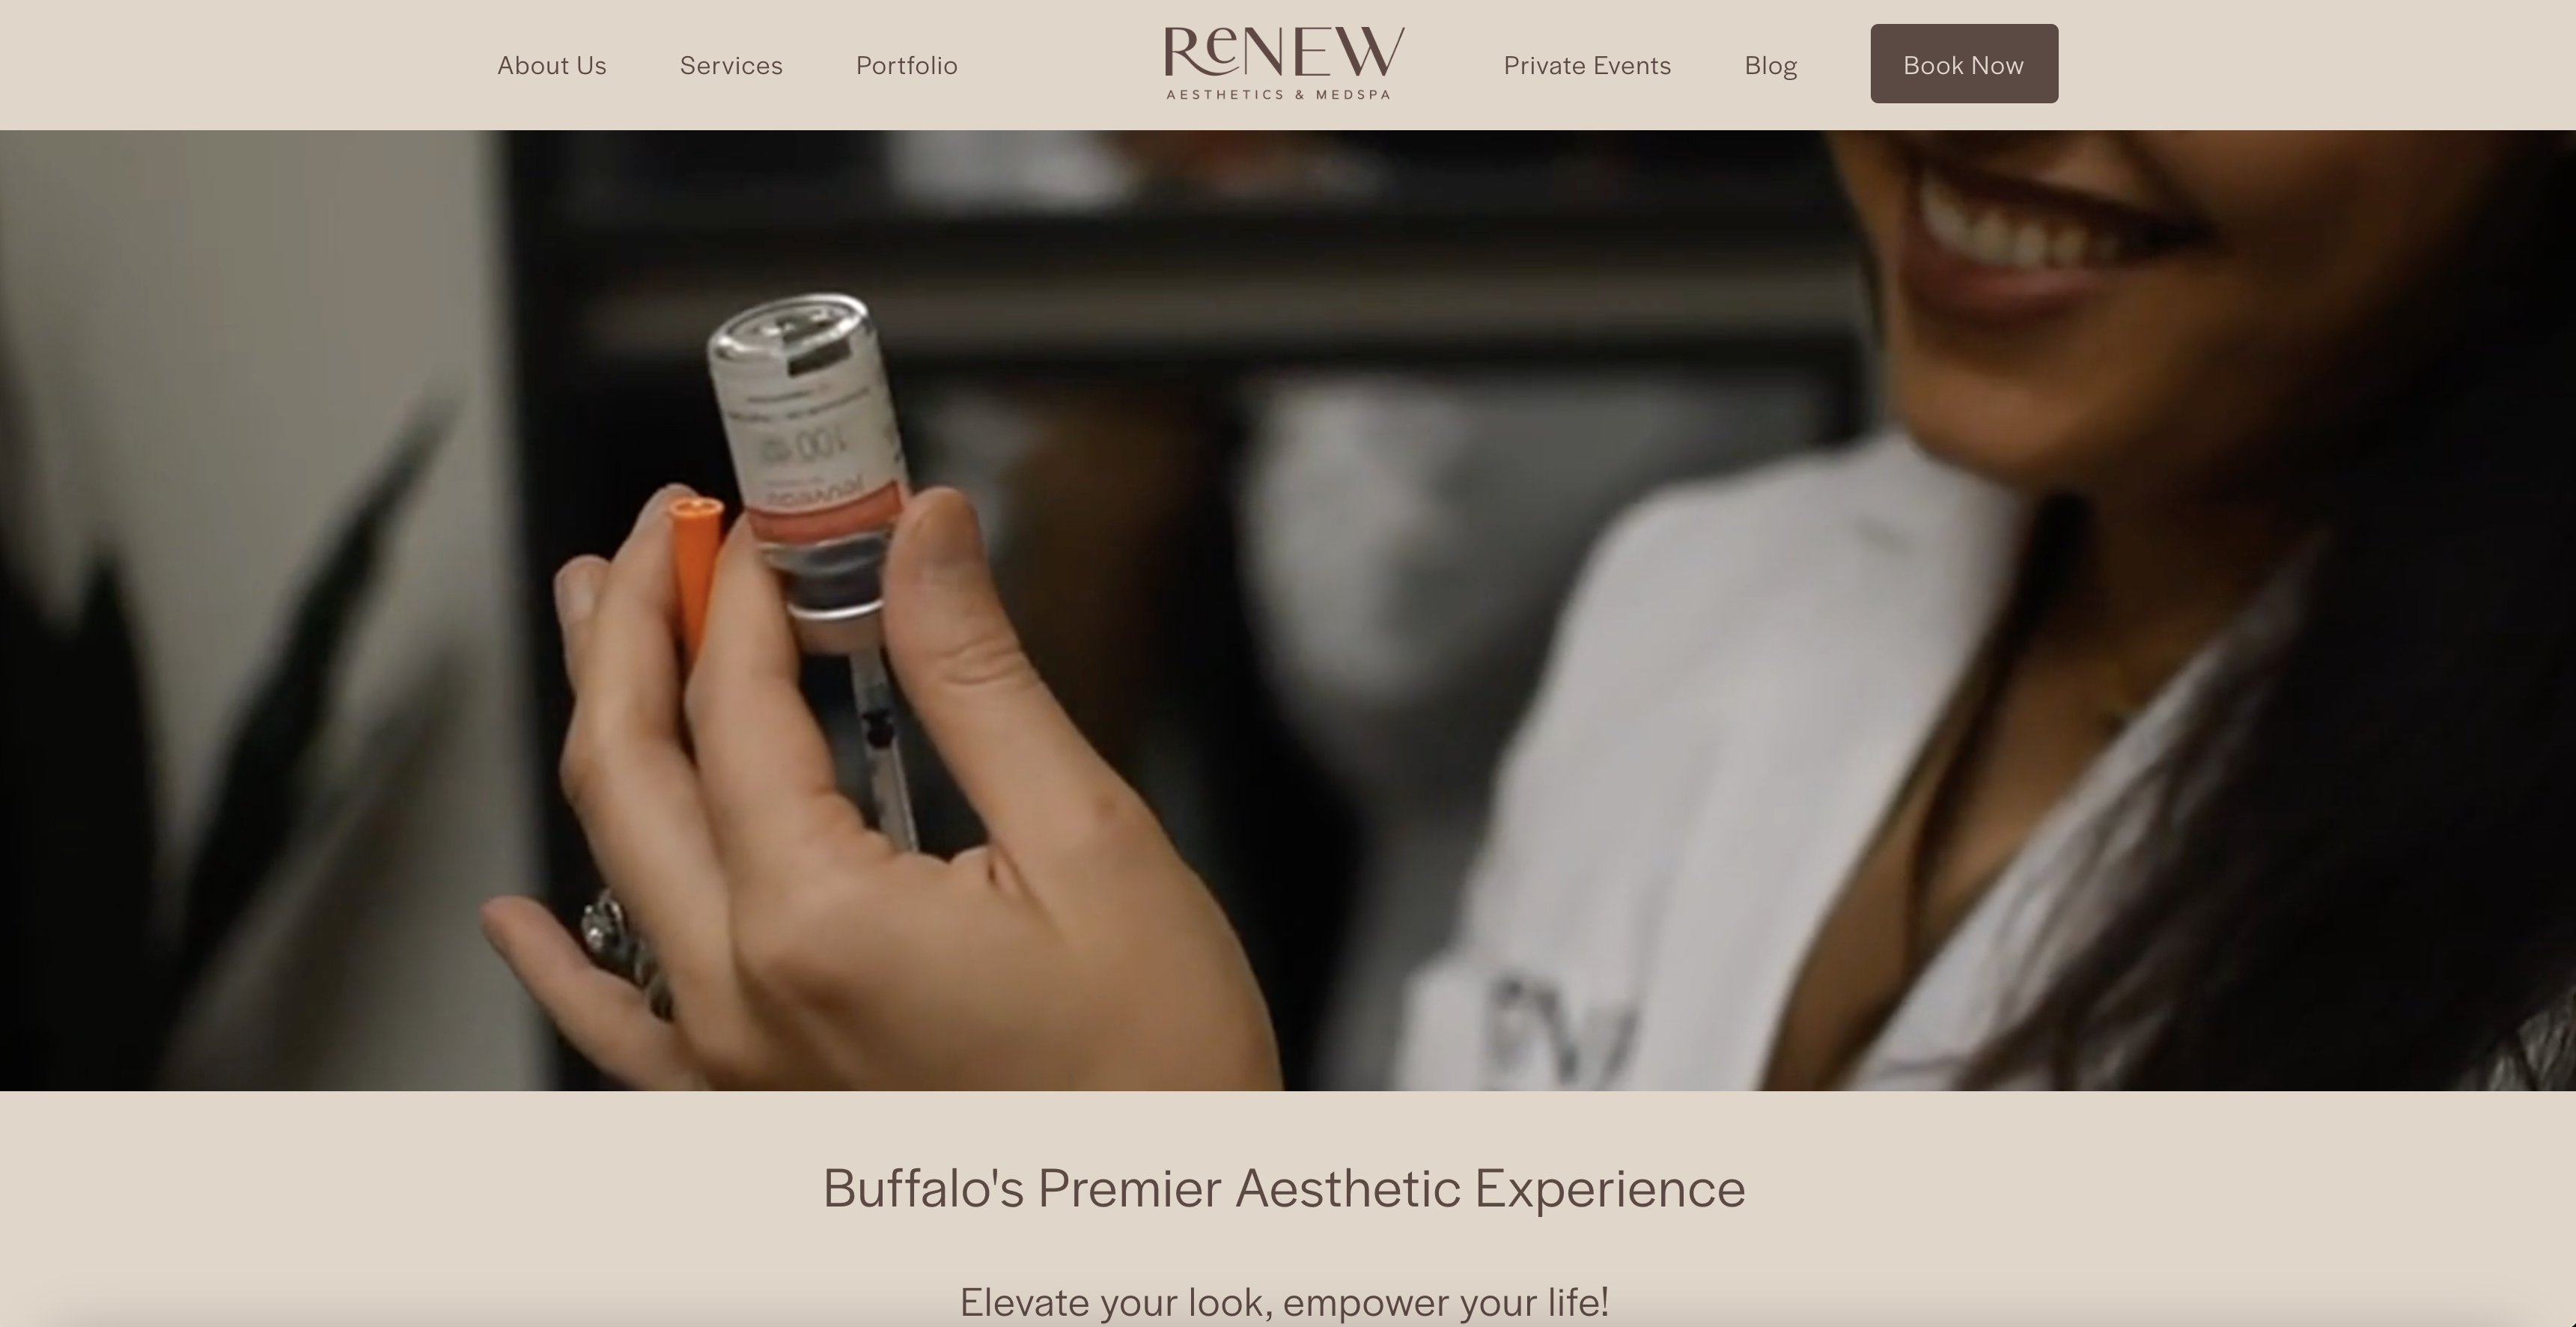 About Us
Services
Portfolio
ReNEW
AESTHETICS & MEDSPA
Private Events
Blog
Book Now
100
Buffalo's Premier Aesthetic Experience
Elevate your look, empower your life!